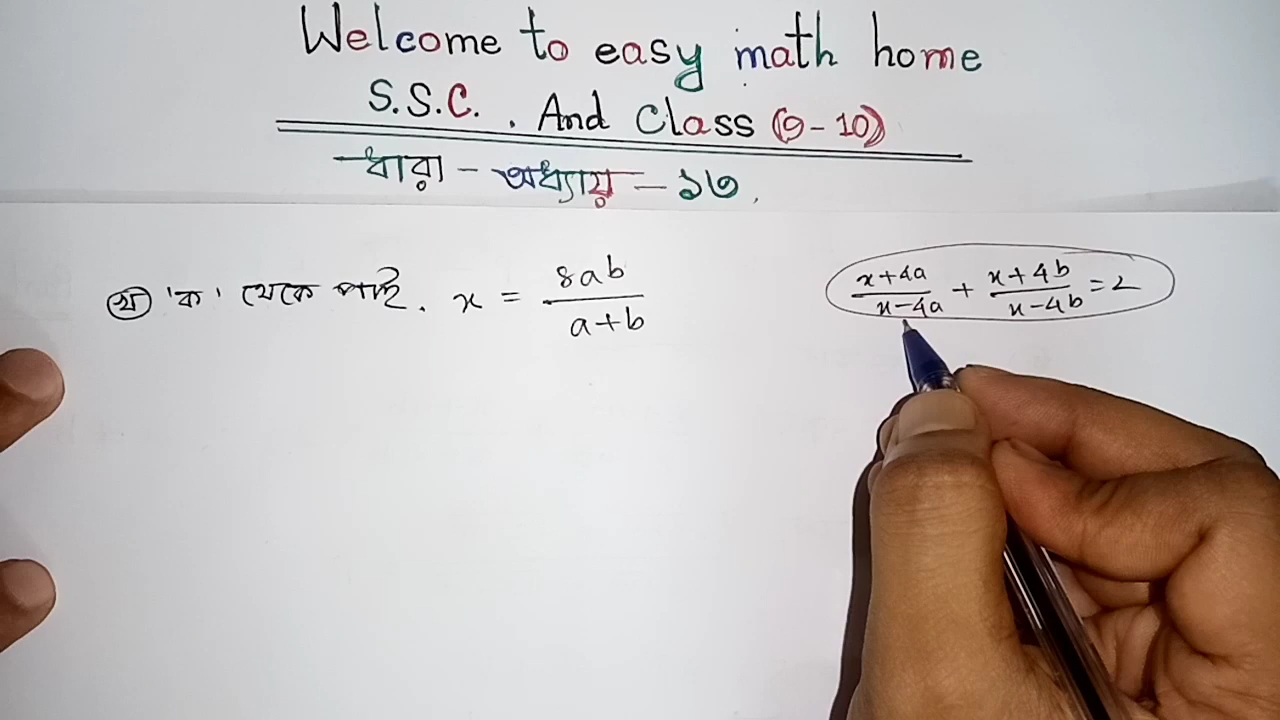 Welcome to easy math home
S.S.C. . And Class (9-10)
ধারা - অধ্যায় - ১৩.
(খ) 'ক' থেকে পাই. x = 8ab / a+b
x+4a / x-4a + x+4b / x-4b = 2